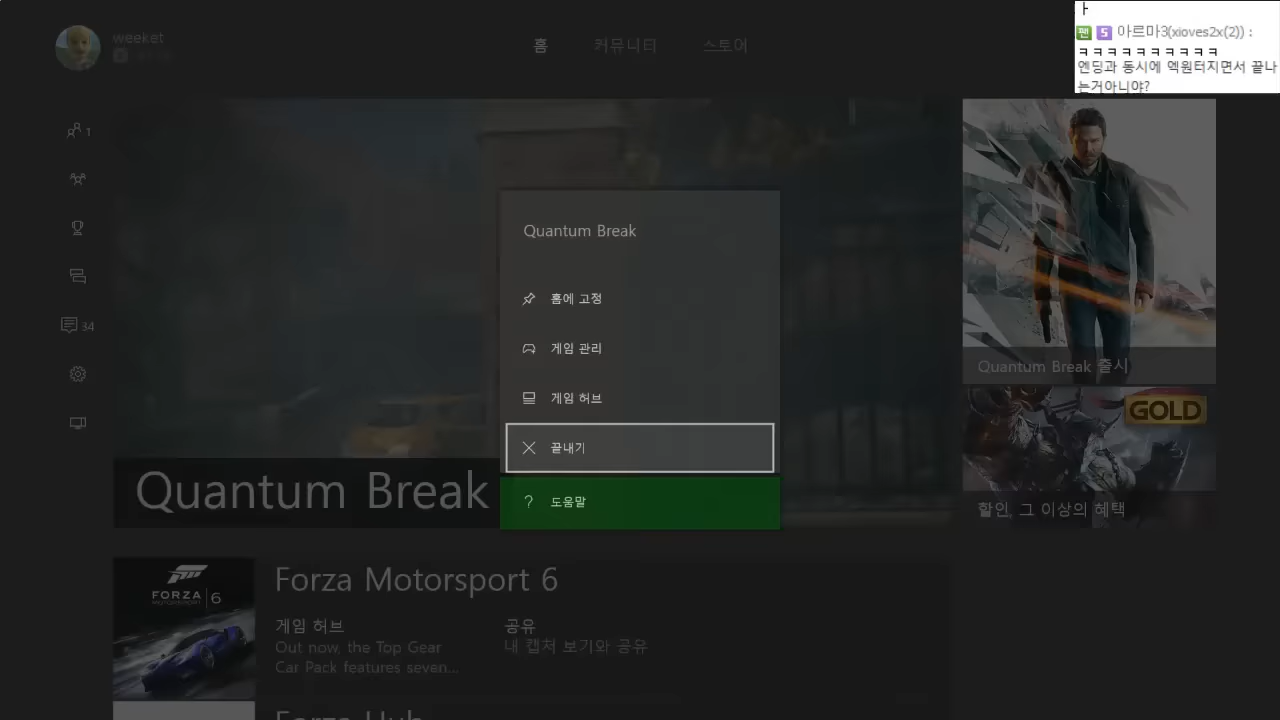 weeket
홈
커뮤니티
스토어
ㅏ
팬 S 아르마3(xioves2x(2)) :
ㅋㅋㅋㅋㅋㅋㅋㅋㅋㅋ
엔딩과 동시에 엑원터지면서 끝나
는거아니야?
1
34
Quantum Break
홈에 고정
게임 관리
게임 허브
끝내기
도움말
Quantum Break
Quantum Break 출시
GOLD
할인, 그 이상의 혜택
FORZA MOTORSPORT 6
Forza Motorsport 6
게임 허브
Out now, the Top Gear
Car Pack features seven...
공유
내 캡처 보기와 공유
Forza Hub